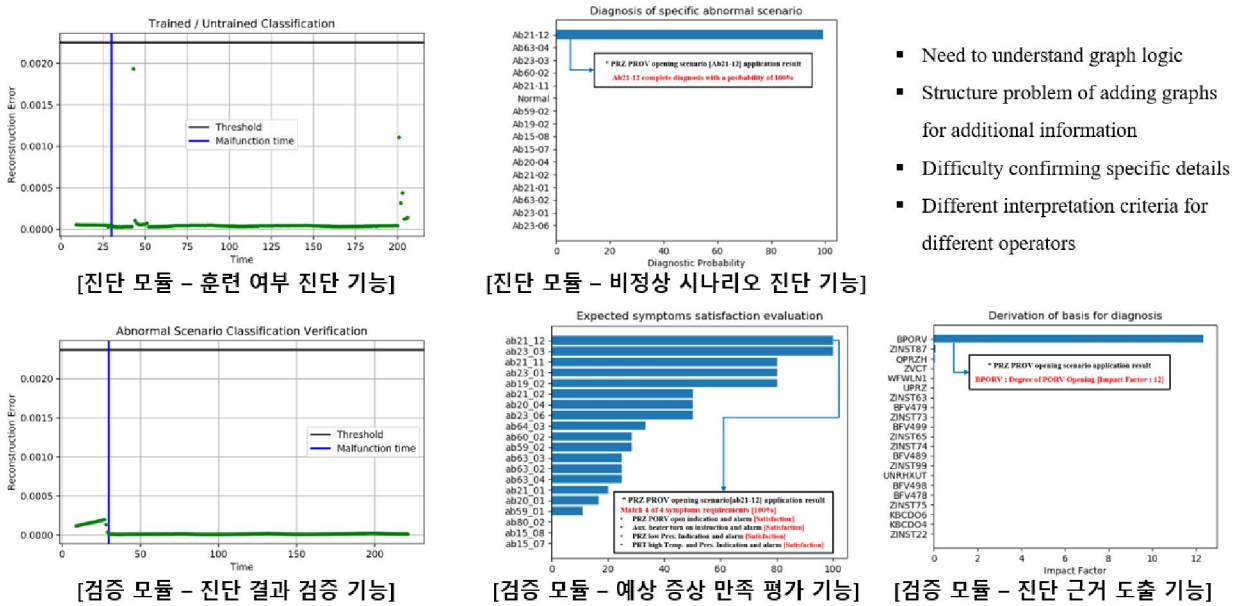 Trained / Untrained Classification
Reconstruction Error
0.0020
0.0015
0.0010
0.0005
0.0000
Threshold
Malfunction time
0 25 50 75 100 125 150 175 200
Time
[진단 모듈 – 훈련 여부 진단 기능]
Diagnosis of specific abnormal scenario
Ab21-12
Ab63-04
Ab23-03
Ab60-02
Ab21-11
Normal
Ab59-02
Ab19-02
Ab15-08
Ab15-07
Ab20-04
Ab21-02
Ab21-01
Ab63-02
Ab23-01
Ab23-06
* PRZ PROV opening scenario [Ab21-12] application result
Ab21-12 complete diagnosis with a probability of 100%
0 20 40 60 80 100
Diagnostic Probability
[진단 모듈 – 비정상 시나리오 진단 기능]
▪ Need to understand graph logic
▪ Structure problem of adding graphs
for additional information
▪ Difficulty confirming specific details
▪ Different interpretation criteria for
different operators
Abnormal Scenario Classification Verification
Reconstruction Error
0.0020
0.0015
0.0010
0.0005
0.0000
Threshold
Malfunction time
0 50 100 150 200
Time
[검증 모듈 – 진단 결과 검증 기능]
Expected symptoms satisfaction evaluation
ab21_12
ab23_03
ab21_11
ab23_01
ab19_02
ab21_02
ab20_04
ab23_06
ab64_03
ab60_02
ab59_02
ab63_03
ab63_02
ab63_04
ab21_01
ab20_01
ab59_01
ab80_02
ab15_08
ab15_07
* PRZ PROV opening scenario[ab21-12] application result
Match 4 of 4 symptoms requirements [100%]
• PRZ PORV open indication and alarm [Satisfaction]
• Aux. heater turn on instruction and alarm [Satisfaction]
• PRZ low Pres. Indication and alarm [Satisfaction]
• PRT high Temp. and Pres. Indication and alarm [Satisfaction]
0 20 40 60 80 100
[검증 모듈 – 예상 증상 만족 평가 기능]
Derivation of basis for diagnosis
BPORV
ZINST87
QPRZH
ZVCT
WFWLN1
UPRZ
ZINST63
BFV479
ZINST73
BFV499
ZINST65
ZINST74
BFV489
ZINST99
UNRHXUT
BFV498
BFV478
ZINST75
KBCDO6
KBCDO4
ZINST22
* PRZ PROV opening scenario application result
BPORV : Degree of PORV Opening [Impact Factor : 12]
0 2 4 6 8 10 12
Impact Factor
[검증 모듈 – 진단 근거 도출 기능]